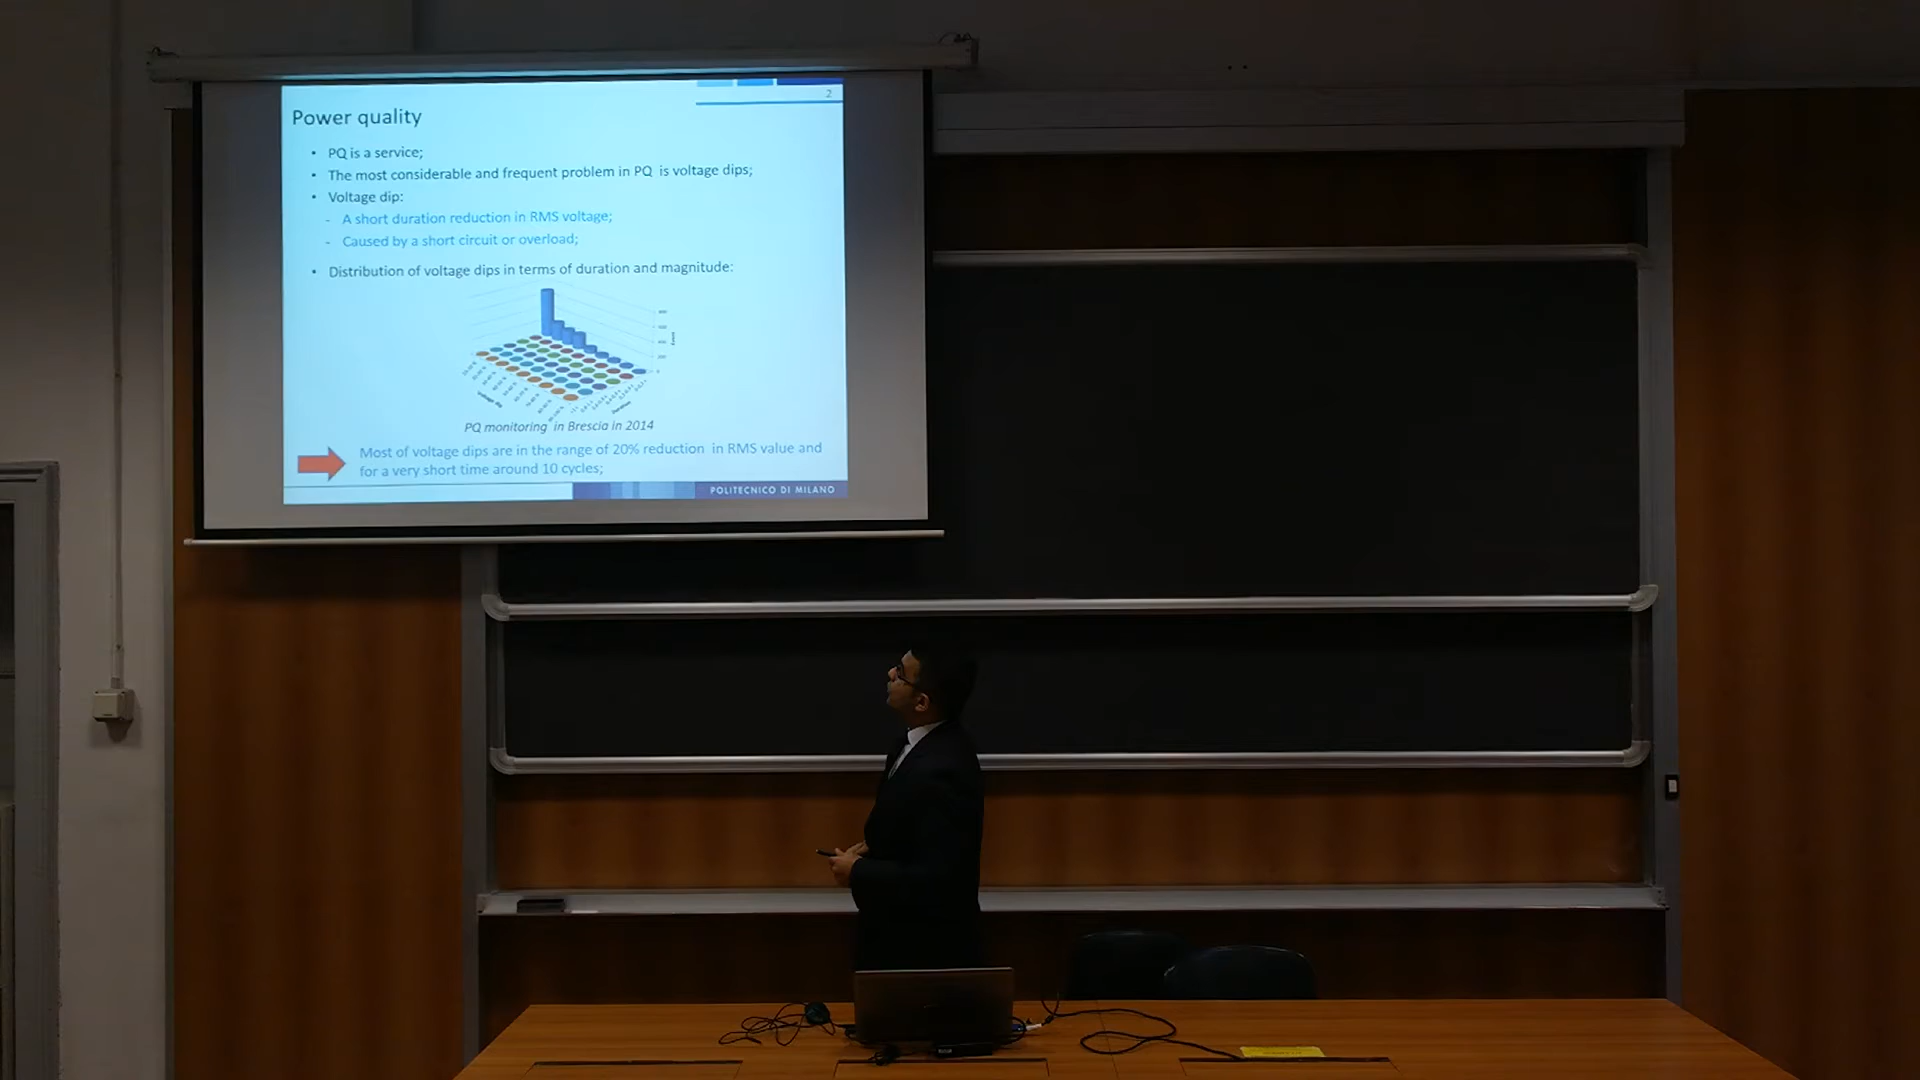 2
Power quality
• PQ is a service;
• The most considerable and frequent problem in PQ is voltage dips;
• Voltage dip:
- A short duration reduction in RMS voltage;
- Caused by a short circuit or overload;
• Distribution of voltage dips in terms of duration and magnitude:
Voltage dip
Duration
PQ monitoring in Brescia in 2014
Most of voltage dips are in the range of 20% reduction in RMS value and
for a very short time around 10 cycles;
POLITECNICO DI MILANO